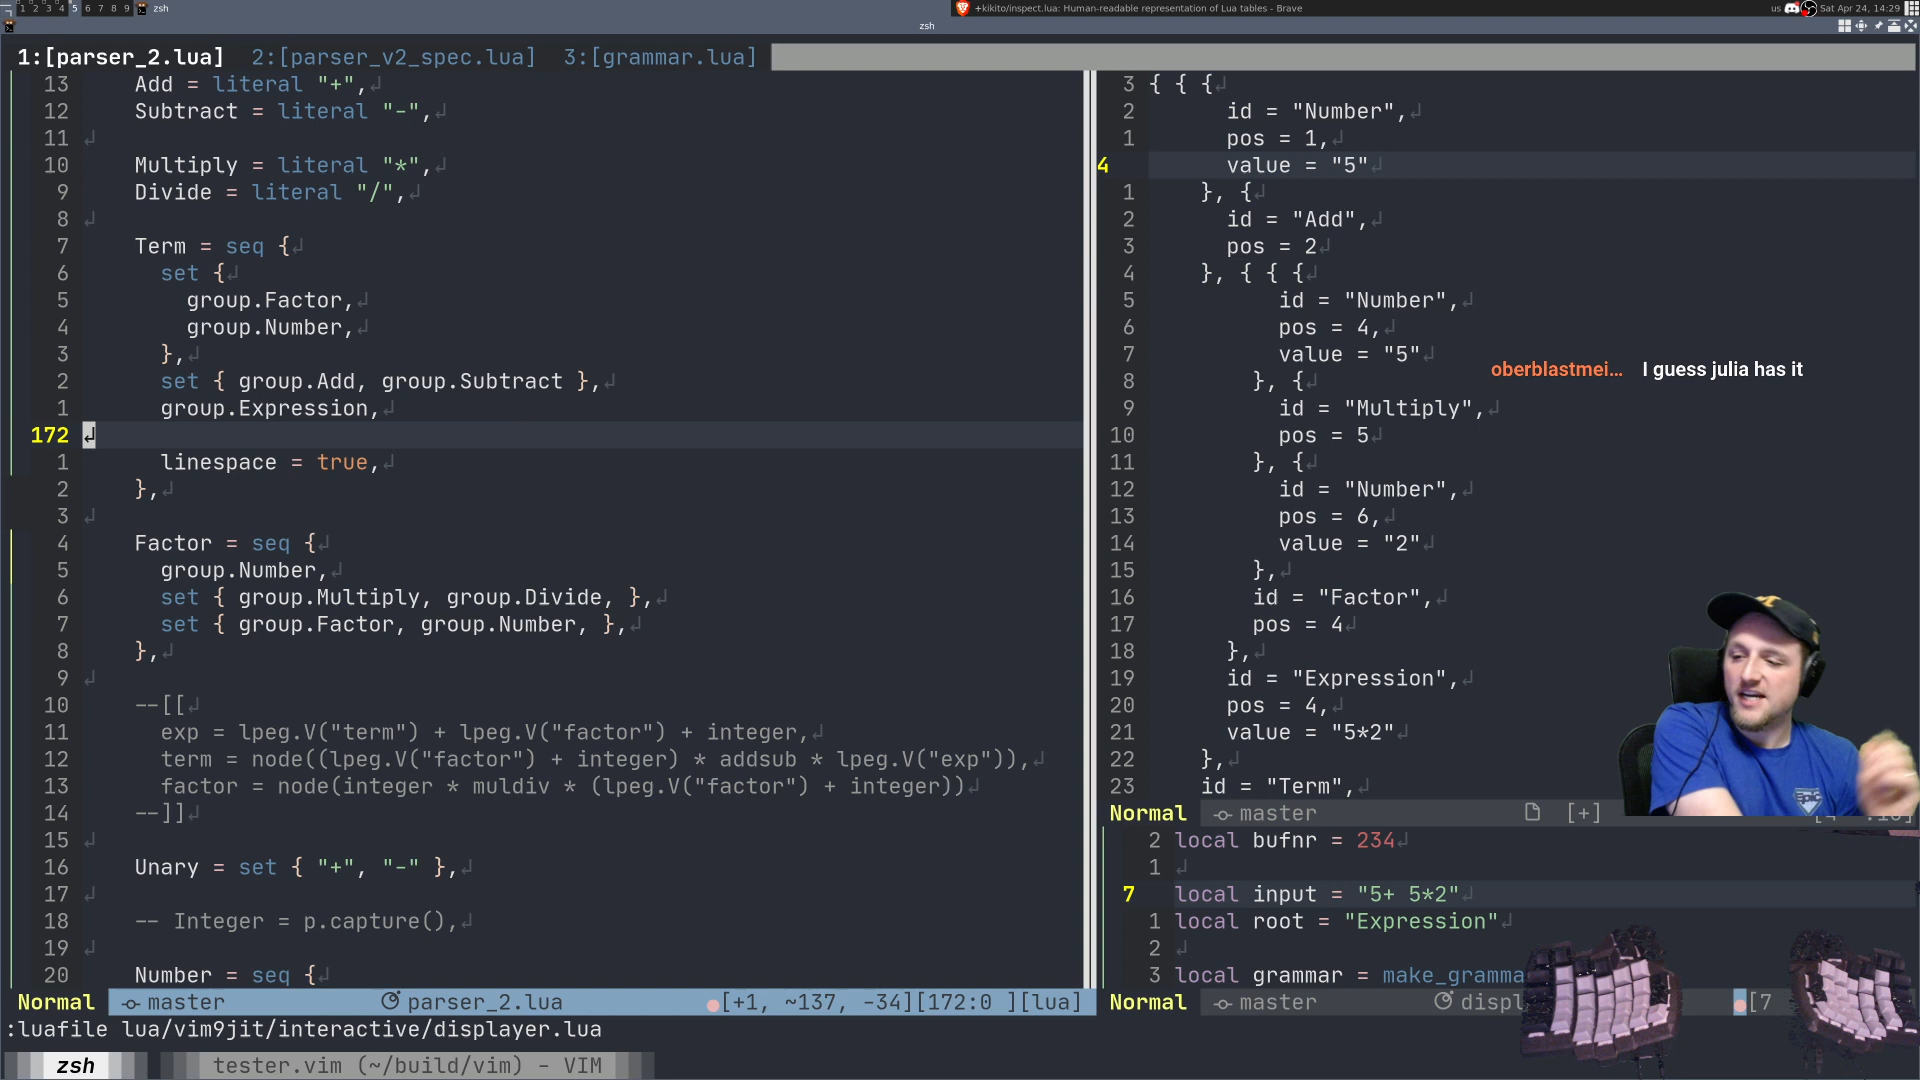 1 2 3 4 5 6 7 8 9 zsh
+kikito/inspect.lua: Human-readable representation of Lua tables - Brave
us Sat Apr 24, 14:29
zsh
1:[parser_2.lua] 2:[parser_v2_spec.lua] 3:[grammar.lua]
13 Add = literal "+",
12 Subtract = literal "-",
11
10 Multiply = literal "*",
9 Divide = literal "/",
8
7 Term = seq {
6 set {
5 group.Factor,
4 group.Number,
3 },
2 set { group.Add, group.Subtract },
1 group.Expression,
172
1 linespace = true,
2 },
3
4 Factor = seq {
5 group.Number,
6 set { group.Multiply, group.Divide, },
7 set { group.Factor, group.Number, },
8 },
9
10 --[[
11 exp = lpeg.V("term") + lpeg.V("factor") + integer,
12 term = node((lpeg.V("factor") + integer) * addsub * lpeg.V("exp")),
13 factor = node(integer * muldiv * (lpeg.V("factor") + integer))
14 --]]
15
16 Unary = set { "+", "-" },
17
18 -- Integer = p.capture(),
19
20 Number = seq {
Normal master parser_2.lua [+1, ~137, -34][172:0 ][lua]
3 { { {
2 id = "Number",
1 pos = 1,
4 value = "5"
1 }, {
2 id = "Add",
3 pos = 2
4 }, { { {
5 id = "Number",
6 pos = 4,
7 value = "5"
8 }, {
9 id = "Multiply",
10 pos = 5
11 }, {
12 id = "Number",
13 pos = 6,
14 value = "2"
15 },
16 id = "Factor",
17 pos = 4
18 },
19 id = "Expression",
20 pos = 4,
21 value = "5*2"
22 },
23 id = "Term",
oberblastmei... I guess julia has it
Normal master [+]
2 local bufnr = 234
1
7 local input = "5+ 5*2"
1 local root = "Expression"
2
3 local grammar = make_gramma
Normal master displ [7
:luafile lua/vim9jit/interactive/displayer.lua
zsh tester.vim (~/build/vim) - VIM